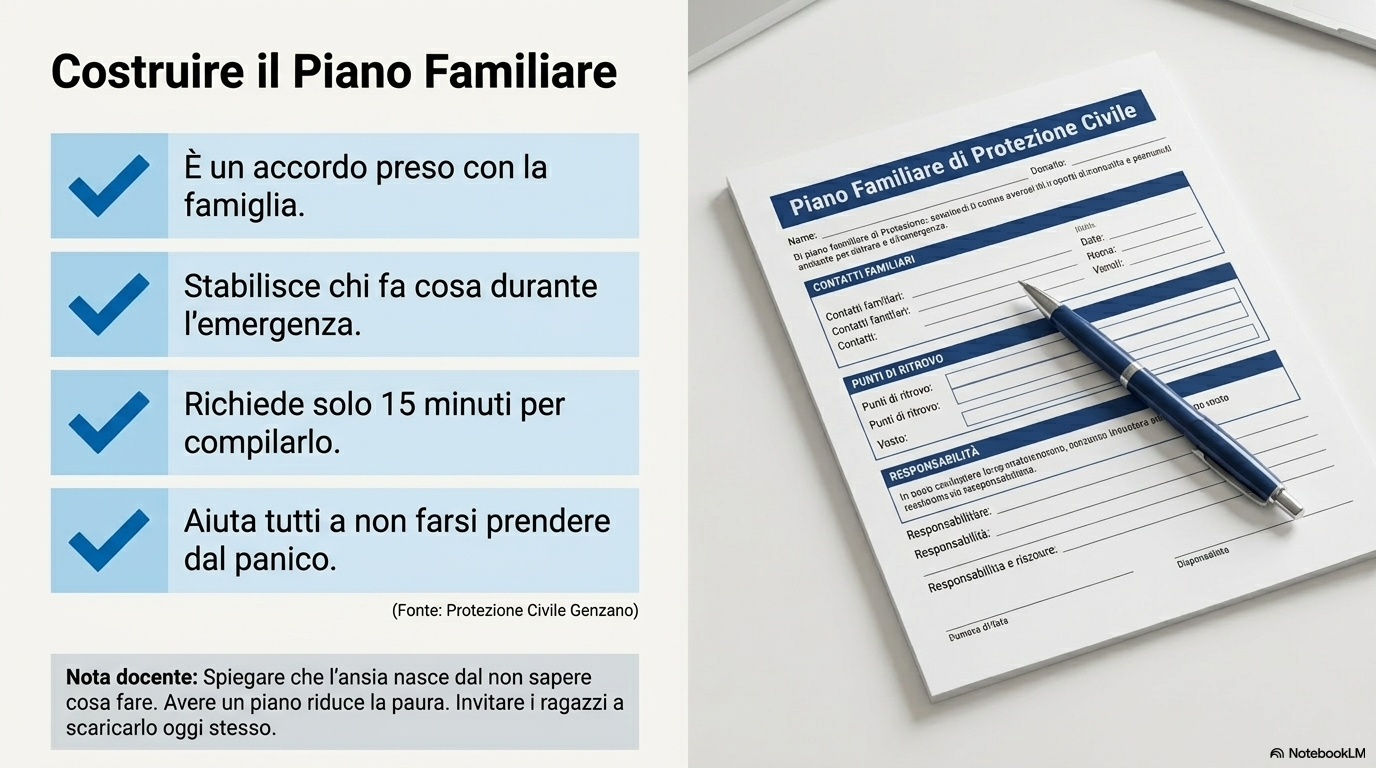 Costruire il Piano Familiare
È un accordo preso con la
famiglia.
Stabilisce chi fa cosa durante
l’emergenza.
Richiede solo 15 minuti per
compilarlo.
Aiuta tutti a non farsi prendere
dal panico.
(Fonte: Protezione Civile Genzano)
Nota docente: Spiegare che l’ansia nasce dal non sapere
cosa fare. Avere un piano riduce la paura. Invitare i ragazzi a
scaricarlo oggi stesso.
Piano Familiare di Protezione Civile
Name:
CONTATTI FAMILIARI
Date:
Contatti
Contatti
Contatti:
PUNTI DI RITROVO
Punti di ritrovo:
Punti di ritrovo:
Vosto:
RESPONSABILITÀ
Responsabilità:
NotebookLM